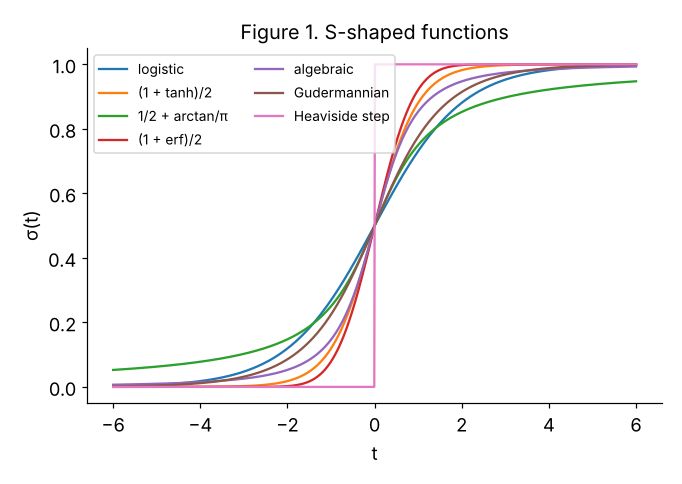 Figure 1. S-shaped functions
logistic
(1 + tanh)/2
1/2 + arctan/π
(1 + erf)/2
algebraic
Gudermannian
Heaviside step
σ(t)
1.0
0.8
0.6
0.4
0.2
0.0
−6 −4 −2 0 2 4 6
t